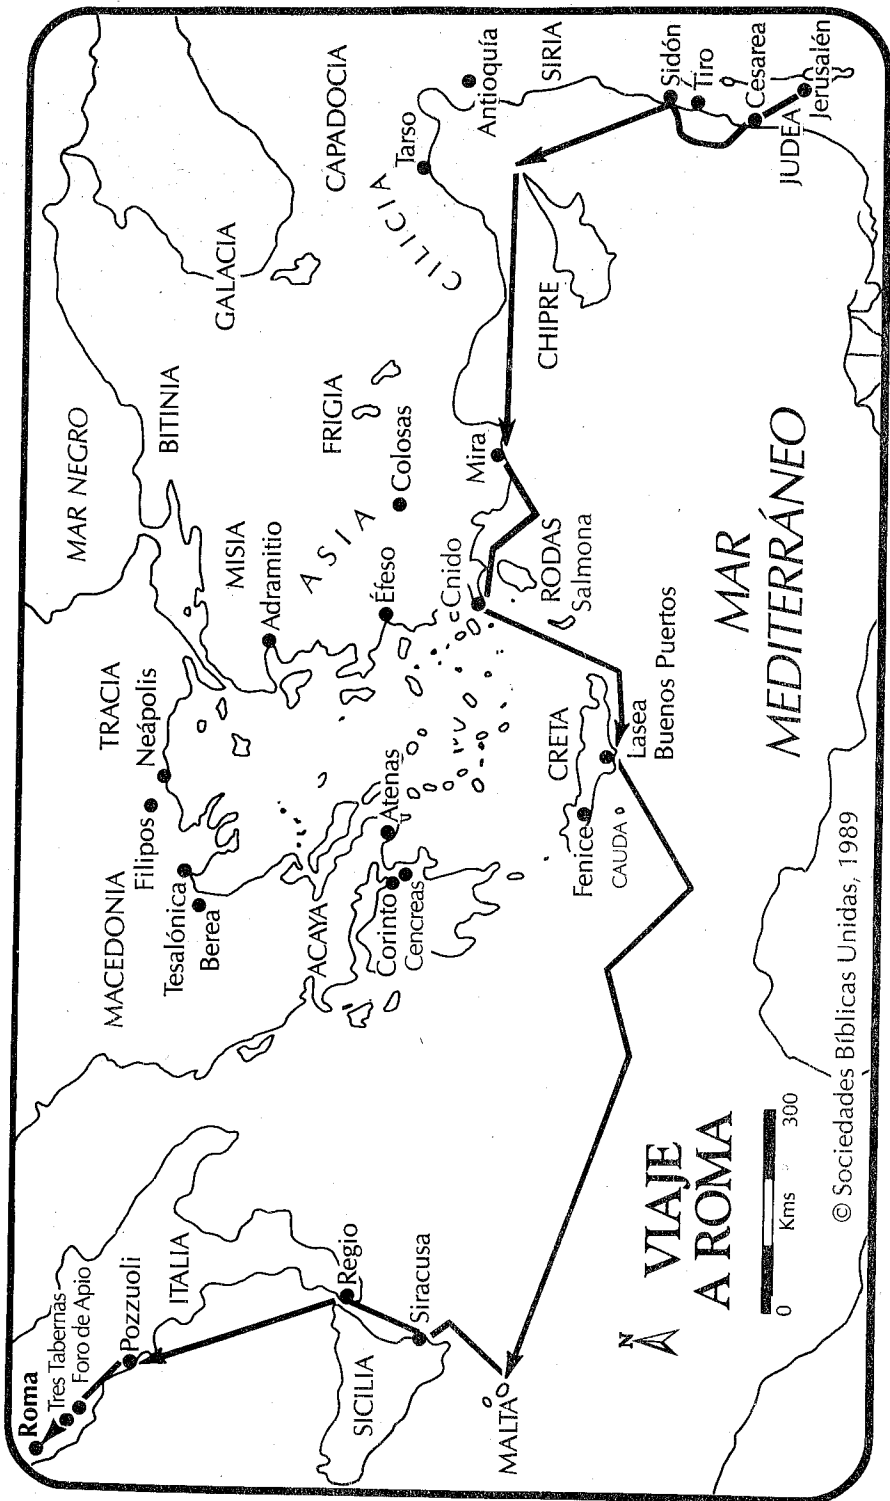 Roma
Tres Tabernas
Foro de Apio
Pozzuoli
ITALIA
Regio
SICILIA
Siracusa
MALTA
MACEDONIA
TRACIA
Filipos
Neápolis
Tesalónica
Berea
ACAYA
Corinto
Cencreas
Atenas
MAR NEGRO
BITINIA
MISIA
Adramitio
ASIA
Éfeso
FRIGIA
Colosas
GALACIA
CAPADOCIA
CILICIA
Tarso
Antioquía
SIRIA
Cnido
Mira
RODAS
Salmona
CHIPRE
CRETA
Fenice
CAUDA
Lasea
Buenos Puertos
Sidón
Tiro
Cesarea
JUDEA
Jerusalén
MAR
MEDITERRÁNEO
N
VIAJE
A ROMA
0 Kms 300
© Sociedades Bíblicas Unidas, 1989